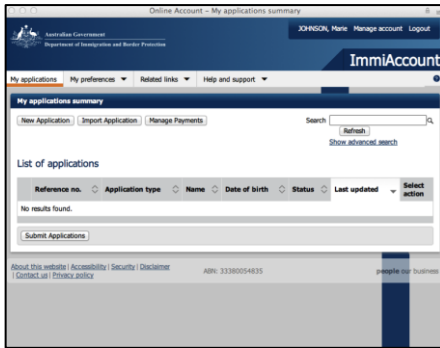 Online Account – My applications summary
Australian Government
Department of Immigration and Border Protection
JOHNSON, Marie Manage account Logout
ImmiAccount
My applications My preferences Related links Help and support
My applications summary
New Application Import Application Manage Payments Search
Refresh
Show advanced search
List of applications
Reference no. Application type Name Date of birth Status Last updated Select action
No results found.
Submit Applications
About this website | Accessibility | Security | Disclaimer
| Contact us | Privacy policy
ABN: 33380054835
people our business